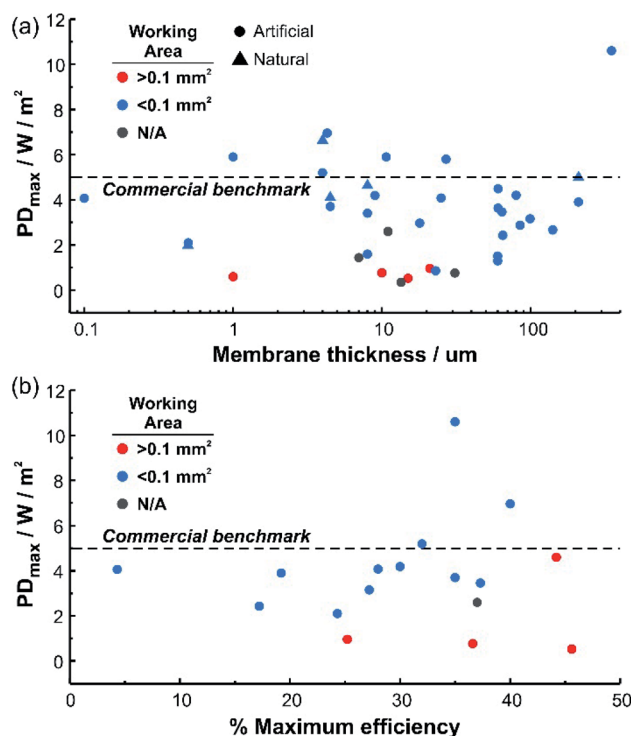 (a)
12
10
8
6
4
2
0
PDmax / W / m²
Working
Area
>0.1 mm²
<0.1 mm²
N/A
Artificial
Natural
Commercial benchmark
0.1 1 10 100
Membrane thickness / um
(b)
12
10
8
6
4
2
0
PDmax / W / m²
Working
Area
>0.1 mm²
<0.1 mm²
N/A
Commercial benchmark
0 10 20 30 40 50
% Maximum efficiency